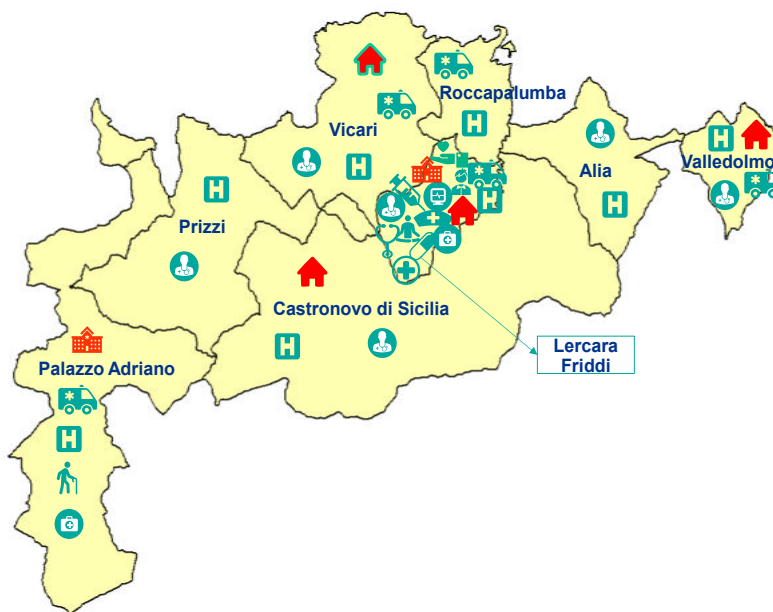 Roccapalumba
Vicari
Valledolmo
Alia
Prizzi
Castronovo di Sicilia
Lercara
Friddi
Palazzo Adriano
H
H
H
H
H
H
H
H